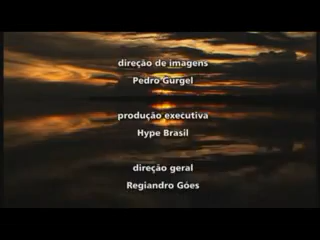 direção de imagens
Pedro Gurgel
produção executiva
Hype Brasil
direção geral
Regiandro Góes